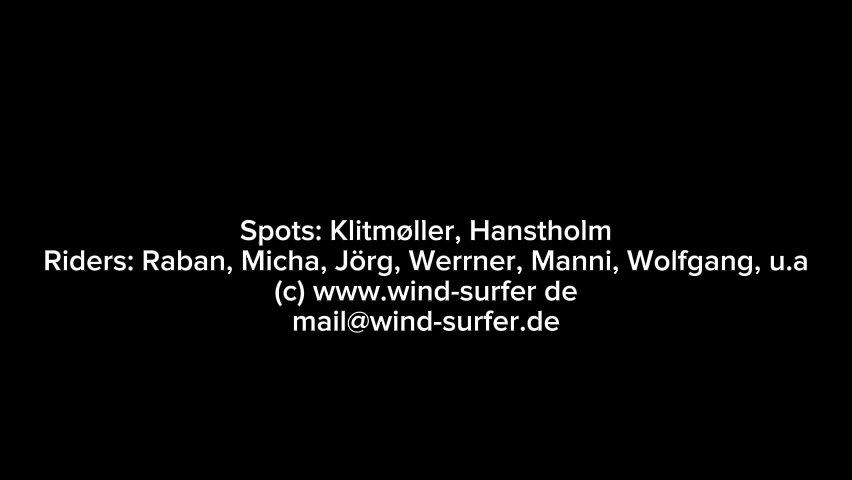 Spots: Klitmøller, Hanstholm
Riders: Raban, Micha, Jörg, Werrner, Manni, Wolfgang, u.a
(c) www.wind-surfer de
mail@wind-surfer.de